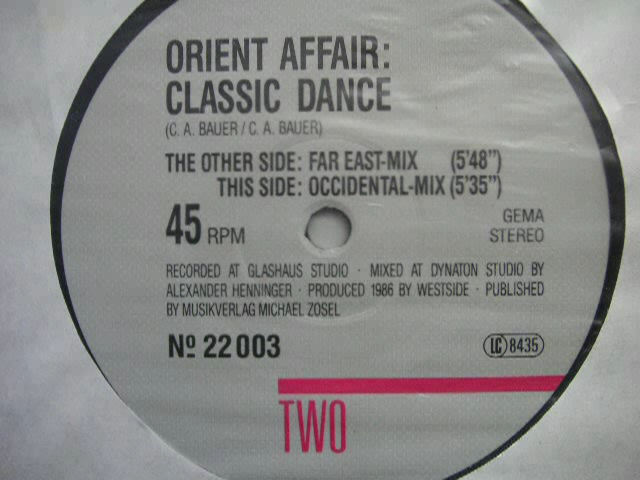 ORIENT AFFAIR:
CLASSIC DANCE
(C. A. BAUER / C. A. BAUER)
THE OTHER SIDE: FAR EAST-MIX (5'48")
THIS SIDE: OCCIDENTAL-MIX (5'35")
45 RPM
GEMA
STEREO
RECORDED AT GLASHAUS STUDIO · MIXED AT DYNATON STUDIO BY
ALEXANDER HENNINGER · PRODUCED 1986 BY WESTSIDE · PUBLISHED
BY MUSIKVERLAG MICHAEL ZOSEL
Nº 22 003
LC 8435
TWO